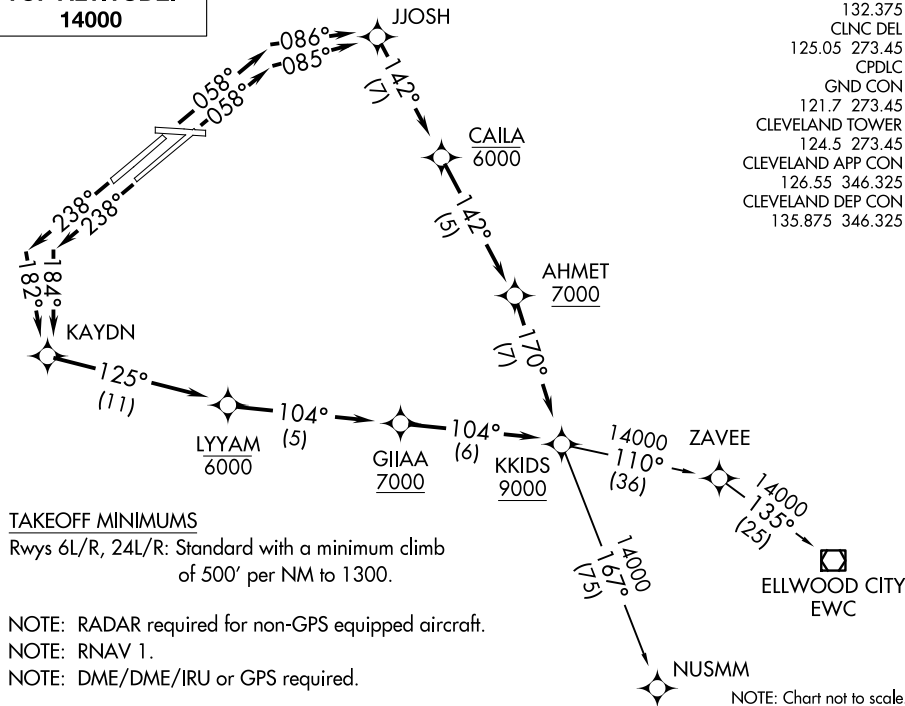 14000
132.375
CLNC DEL
125.05 273.45
CPDLC
GND CON
121.7 273.45
CLEVELAND TOWER
124.5 273.45
CLEVELAND APP CON
126.55 346.325
CLEVELAND DEP CON
135.875 346.325
JJOSH
086°
085°
058°
058°
142°
(7)
CAILA
6000
142°
(5)
AHMET
7000
170°
(7)
238°
238°
182°
184°
KAYDN
125°
(11)
LYYAM
6000
104°
(5)
GIIAA
7000
104°
(6)
KKIDS
9000
14000
110°
(36)
ZAVEE
14000
135°
(25)
ELLWOOD CITY
EWC
14000
167°
(75)
NUSMM
TAKEOFF MINIMUMS
Rwys 6L/R, 24L/R: Standard with a minimum climb
of 500' per NM to 1300.
NOTE: RADAR required for non-GPS equipped aircraft.
NOTE: RNAV 1.
NOTE: DME/DME/IRU or GPS required.
NOTE: Chart not to scale